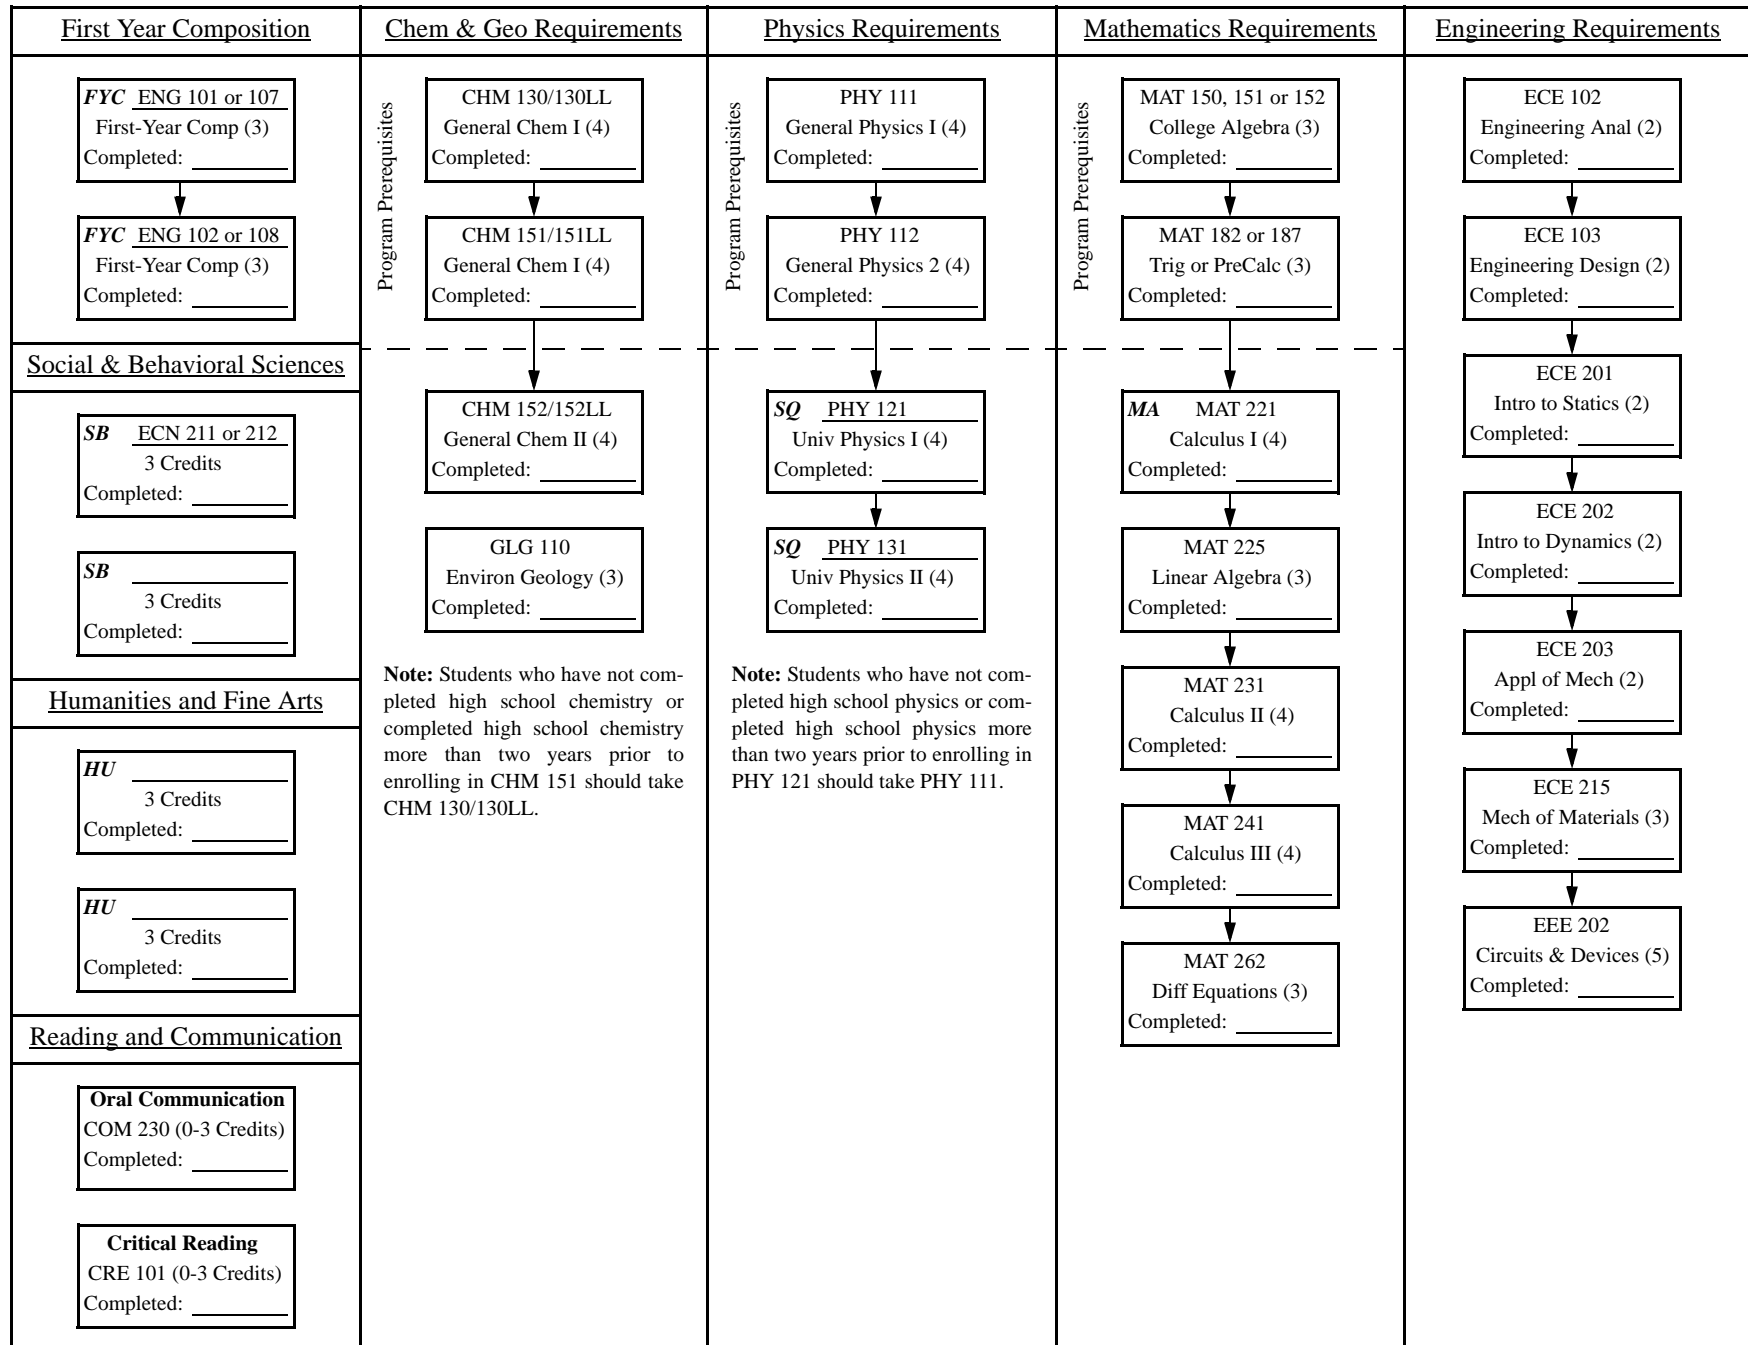 First Year Composition
FYC ENG 101 or 107
First-Year Comp (3)
Completed:
FYC ENG 102 or 108
First-Year Comp (3)
Completed:
Social & Behavioral Sciences
SB ECN 211 or 212
3 Credits
Completed:
SB
3 Credits
Completed:
Humanities and Fine Arts
HU
3 Credits
Completed:
HU
3 Credits
Completed:
Reading and Communication
Oral Communication
COM 230 (0-3 Credits)
Completed:
Critical Reading
CRE 101 (0-3 Credits)
Completed:
Chem & Geo Requirements
Program Prerequisites
CHM 130/130LL
General Chem I (4)
Completed:
CHM 151/151LL
General Chem I (4)
Completed:
CHM 152/152LL
General Chem II (4)
Completed:
GLG 110
Environ Geology (3)
Completed:
Note: Students who have not com-
pleted high school chemistry or
completed high school chemistry
more than two years prior to
enrolling in CHM 151 should take
CHM 130/130LL.
Physics Requirements
Program Prerequisites
PHY 111
General Physics I (4)
Completed:
PHY 112
General Physics 2 (4)
Completed:
SQ PHY 121
Univ Physics I (4)
Completed:
SQ PHY 131
Univ Physics II (4)
Completed:
Note: Students who have not com-
pleted high school physics or com-
pleted high school physics more
than two years prior to enrolling in
PHY 121 should take PHY 111.
Mathematics Requirements
Program Prerequisites
MAT 150, 151 or 152
College Algebra (3)
Completed:
MAT 182 or 187
Trig or PreCalc (3)
Completed:
MA MAT 221
Calculus I (4)
Completed:
MAT 225
Linear Algebra (3)
Completed:
MAT 231
Calculus II (4)
Completed:
MAT 241
Calculus III (4)
Completed:
MAT 262
Diff Equations (3)
Completed:
Engineering Requirements
ECE 102
Engineering Anal (2)
Completed:
ECE 103
Engineering Design (2)
Completed:
ECE 201
Intro to Statics (2)
Completed:
ECE 202
Intro to Dynamics (2)
Completed:
ECE 203
Appl of Mech (2)
Completed:
ECE 215
Mech of Materials (3)
Completed:
EEE 202
Circuits & Devices (5)
Completed: